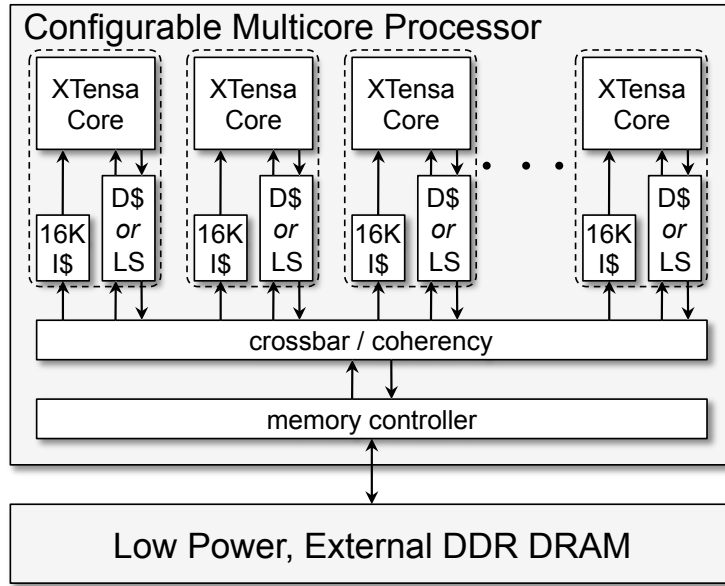 Configurable Multicore Processor
XTensa
Core
XTensa
Core
XTensa
Core
XTensa
Core
• • •
16K
I$
D$
or
LS
16K
I$
D$
or
LS
16K
I$
D$
or
LS
16K
I$
D$
or
LS
crossbar / coherency
memory controller
Low Power, External DDR DRAM